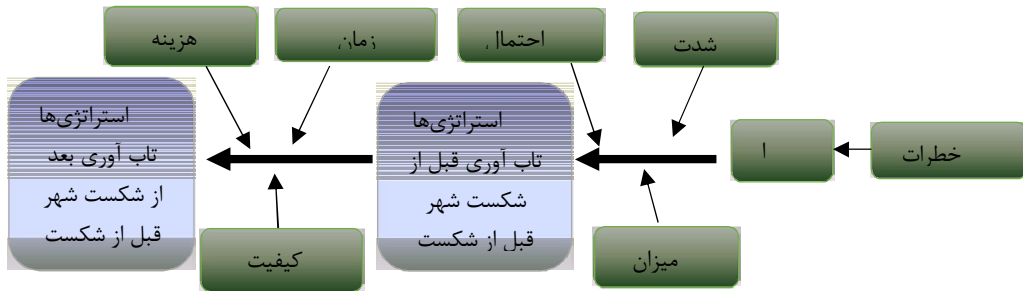 شدت
احتمال
زمان
هزینه
خطرات
ا
استراتژی‌ها
تاب آوری قبل از
شکست شهر
قبل از شکست
استراتژی‌ها
تاب آوری بعد
از شکست شهر
قبل از شکست
میزان
کیفیت